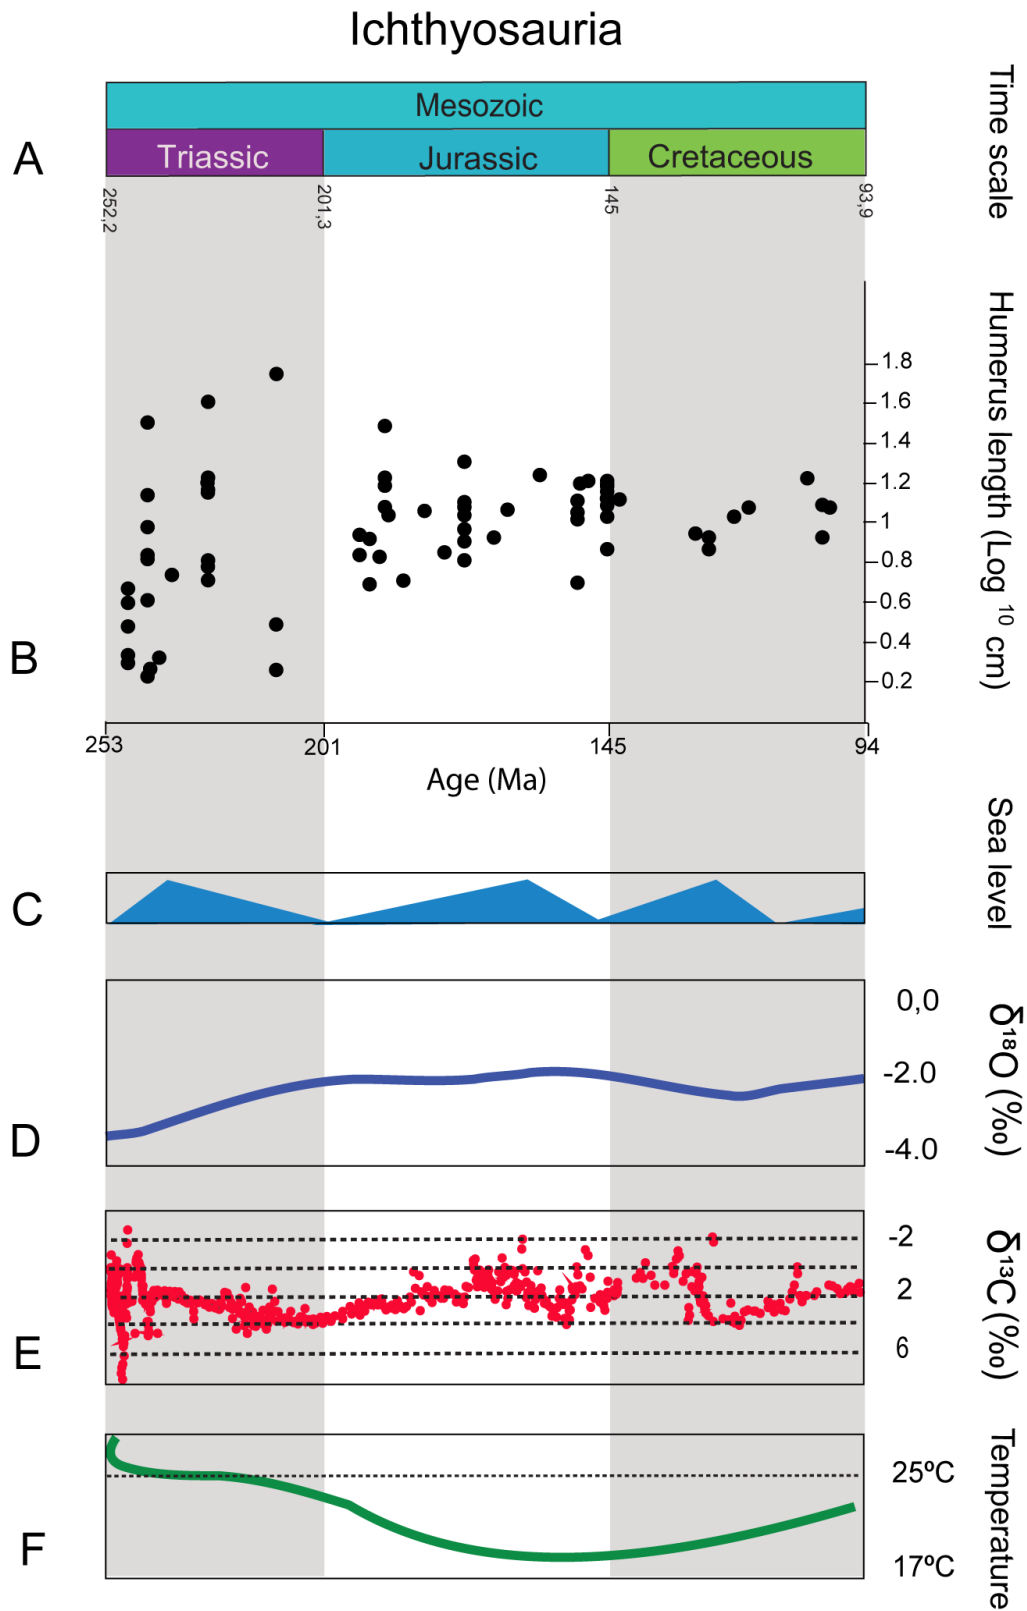 Ichthyosauria
Mesozoic
Triassic
Jurassic
Cretaceous
A
Time scale
252,2
201,3
145
93,9
Humerus length (Log 10 cm)
1.8
1.6
1.4
1.2
1
0.8
0.6
0.4
0.2
B
253
201
145
94
Age (Ma)
Sea level
C
δ18O (‰)
0,0
-2.0
-4.0
D
δ13C (‰)
-2
2
6
E
Temperature
25ºC
17ºC
F